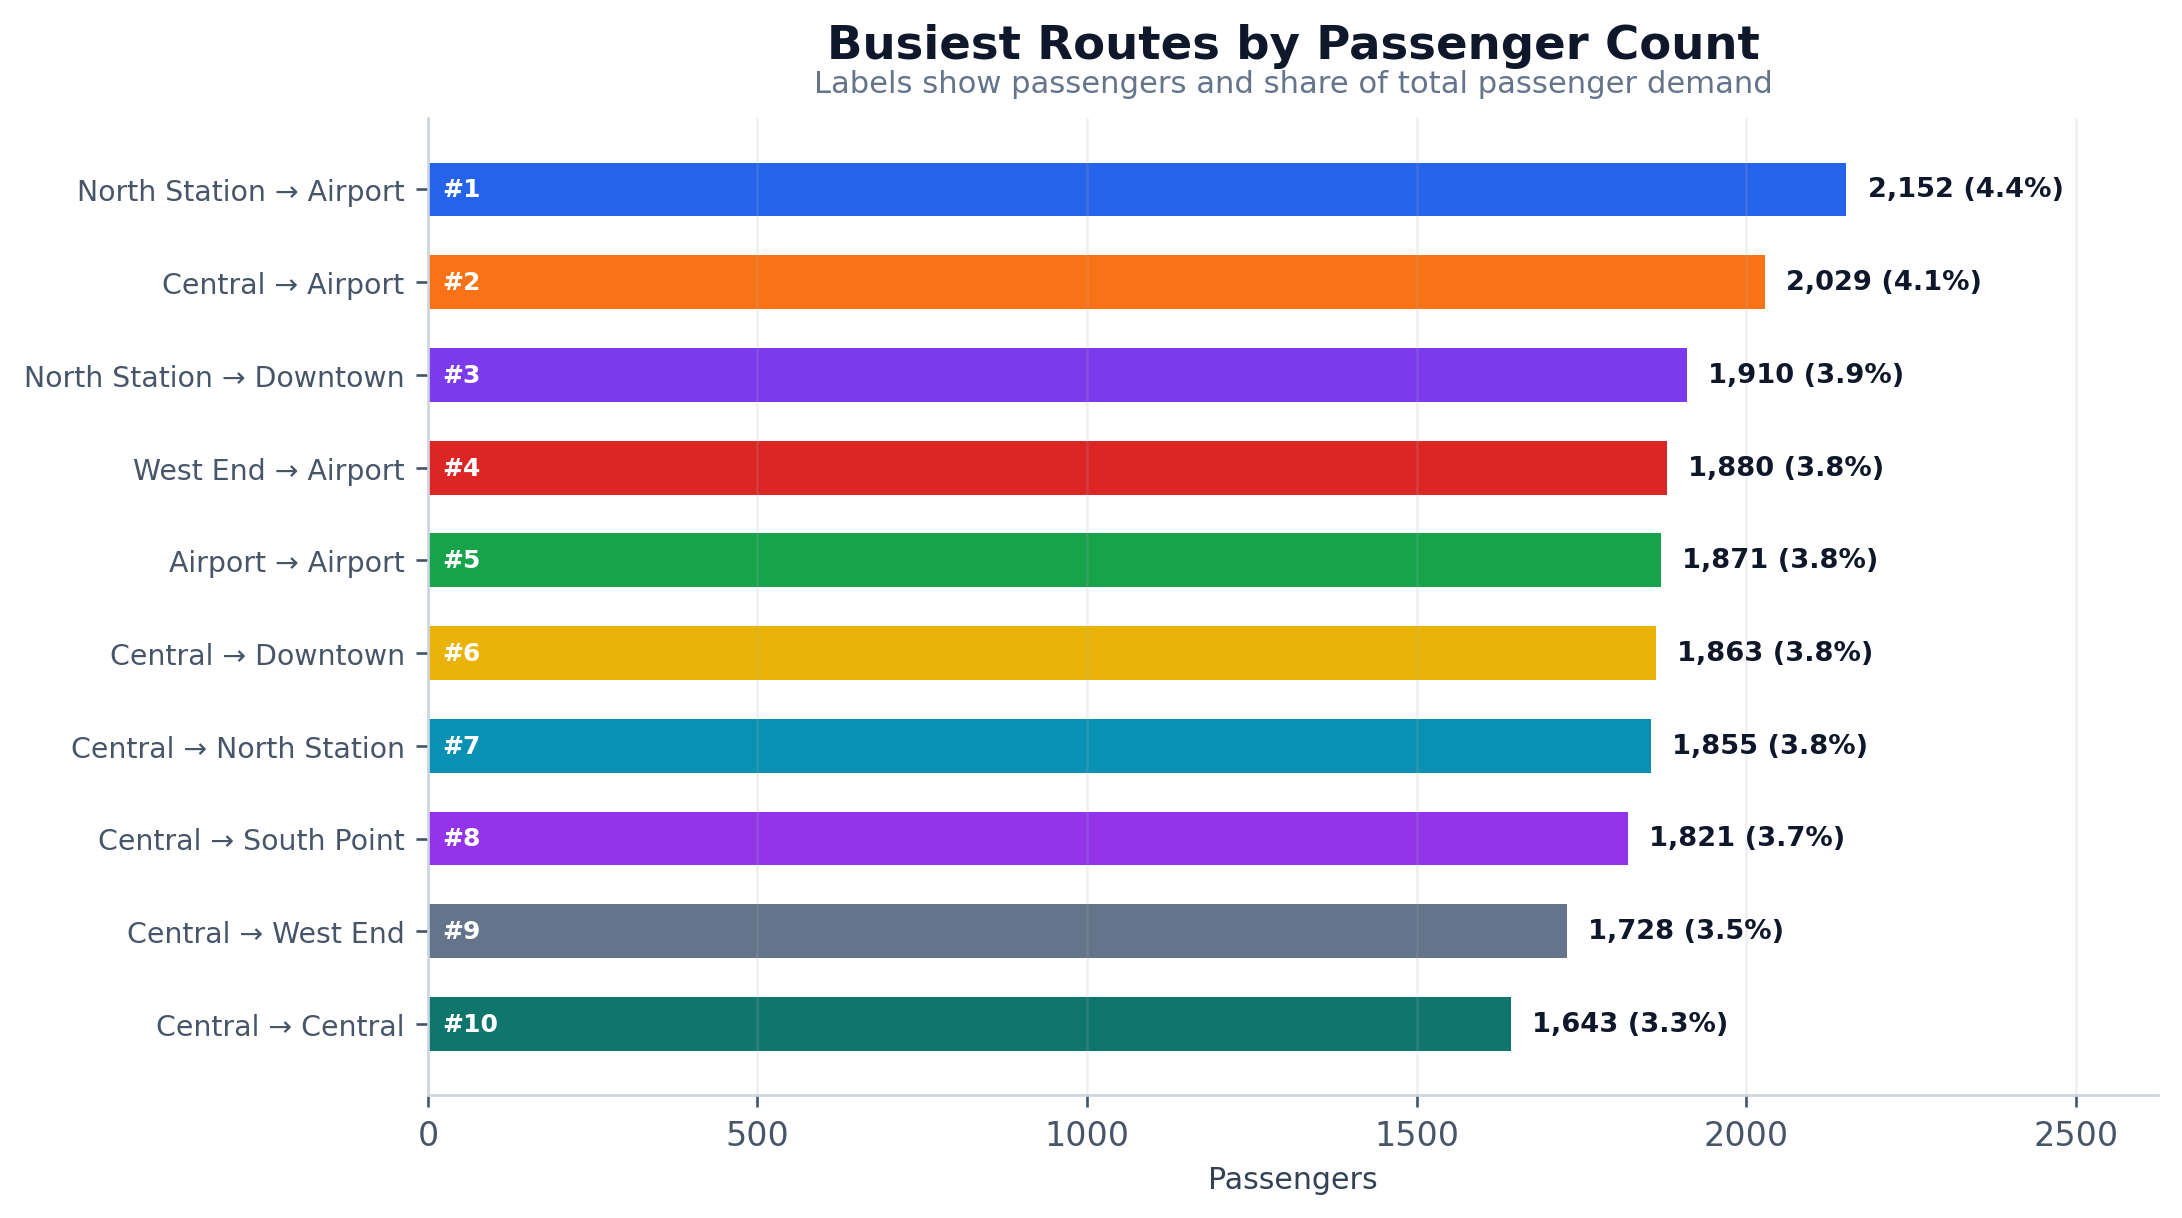 Busiest Routes by Passenger Count
Labels show passengers and share of total passenger demand
North Station → Airport #1 2,152 (4.4%)
Central → Airport #2 2,029 (4.1%)
North Station → Downtown #3 1,910 (3.9%)
West End → Airport #4 1,880 (3.8%)
Airport → Airport #5 1,871 (3.8%)
Central → Downtown #6 1,863 (3.8%)
Central → North Station #7 1,855 (3.8%)
Central → South Point #8 1,821 (3.7%)
Central → West End #9 1,728 (3.5%)
Central → Central #10 1,643 (3.3%)
0 500 1000 1500 2000 2500
Passengers